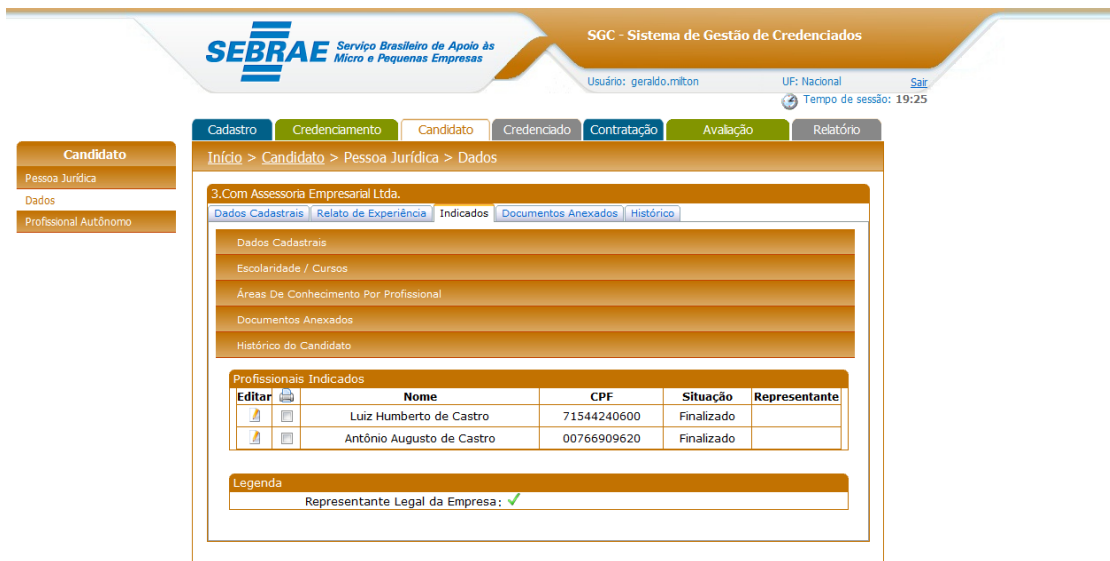 SEBRAE
Serviço Brasileiro de Apoio às
Micro e Pequenas Empresas
SGC - Sistema de Gestão de Credenciados
Usuário: geraldo.milton UF: Nacional Sair
Tempo de sessão: 19:25
Cadastro Credenciamento Candidato Credenciado Contratação Avaliação Relatório
Candidato
Pessoa Jurídica
Dados
Profissional Autônomo
Início > Candidato > Pessoa Jurídica > Dados
3.Com Assessoria Empresarial Ltda.
Dados Cadastrais Relato de Experiência Indicados Documentos Anexados Histórico
Dados Cadastrais
Escolaridade / Cursos
Áreas De Conhecimento Por Profissional
Documentos Anexados
Histórico do Candidato
Profissionais Indicados
Editar Nome CPF Situação Representante
Luiz Humberto de Castro 71544240600 Finalizado
Antônio Augusto de Castro 00766909620 Finalizado
Legenda
Representante Legal da Empresa: